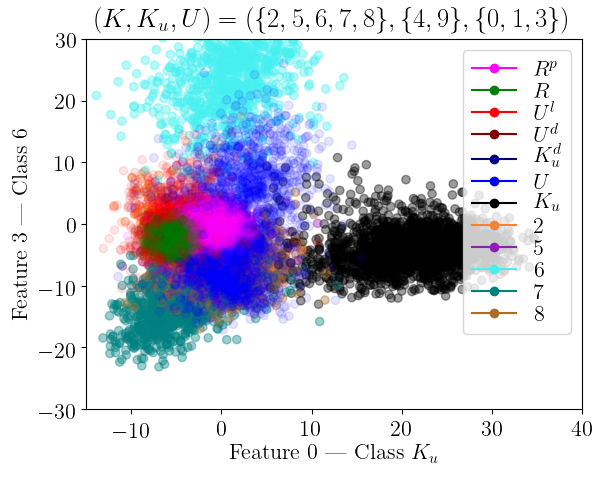 (K, K_u, U) = ({2, 5, 6, 7, 8}, {4, 9}, {0, 1, 3})
30
20
10
0
−10
−20
−30
Feature 3 — Class 6
−10
0
10
20
30
40
Feature 0 — Class K_u
R^p
R
U^l
U^d
K_u^d
U
K_u
2
5
6
7
8